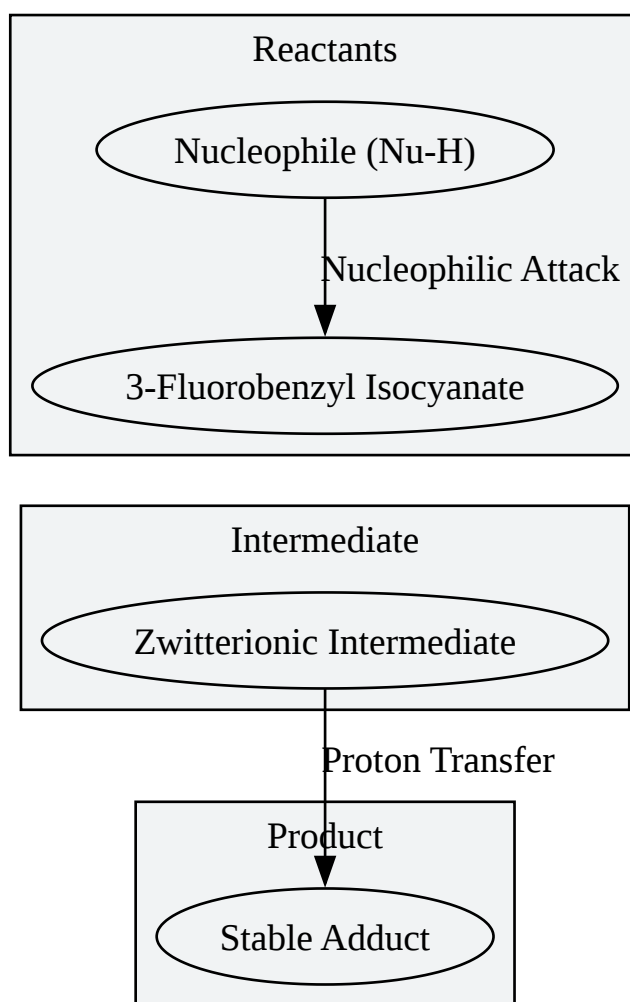 Reactants
Nucleophile (Nu-H)
Nucleophilic Attack
3-Fluorobenzyl Isocyanate
Intermediate
Zwitterionic Intermediate
Proton Transfer
Product
Stable Adduct